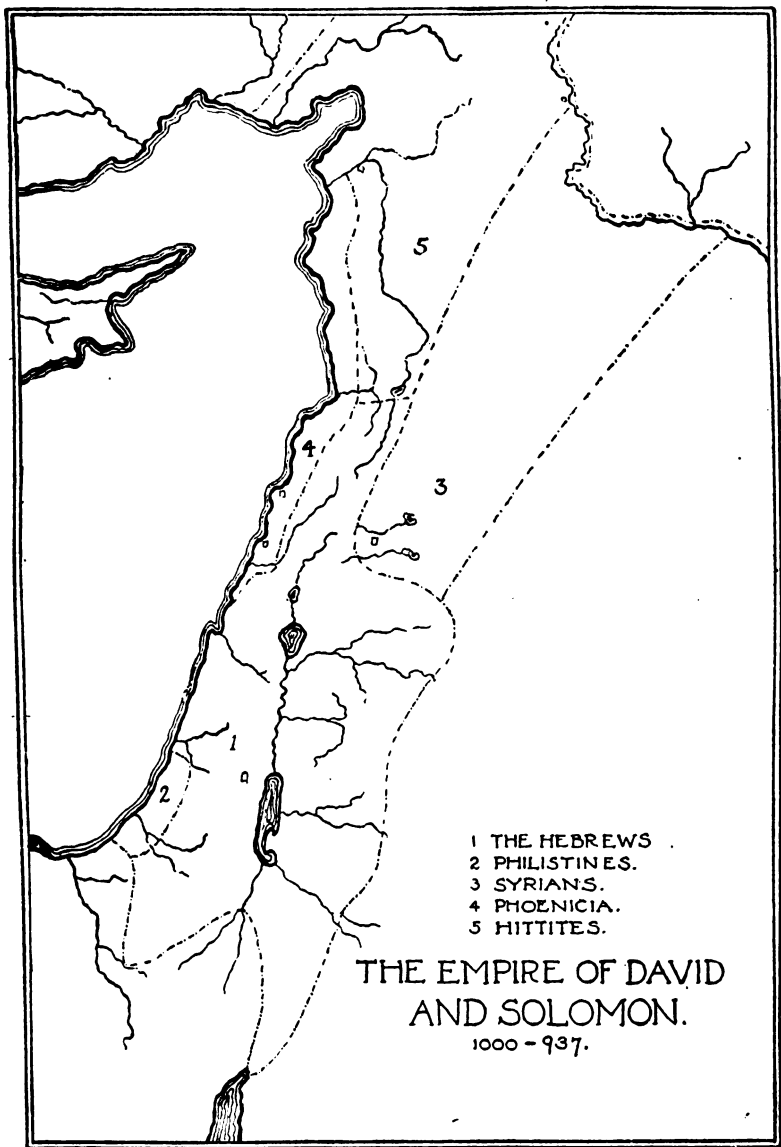 5
4
3
1
2
1 THE HEBREWS
2 PHILISTINES.
3 SYRIANS.
4 PHOENICIA.
5 HITTITES.
THE EMPIRE OF DAVID
AND SOLOMON.
1000-937.